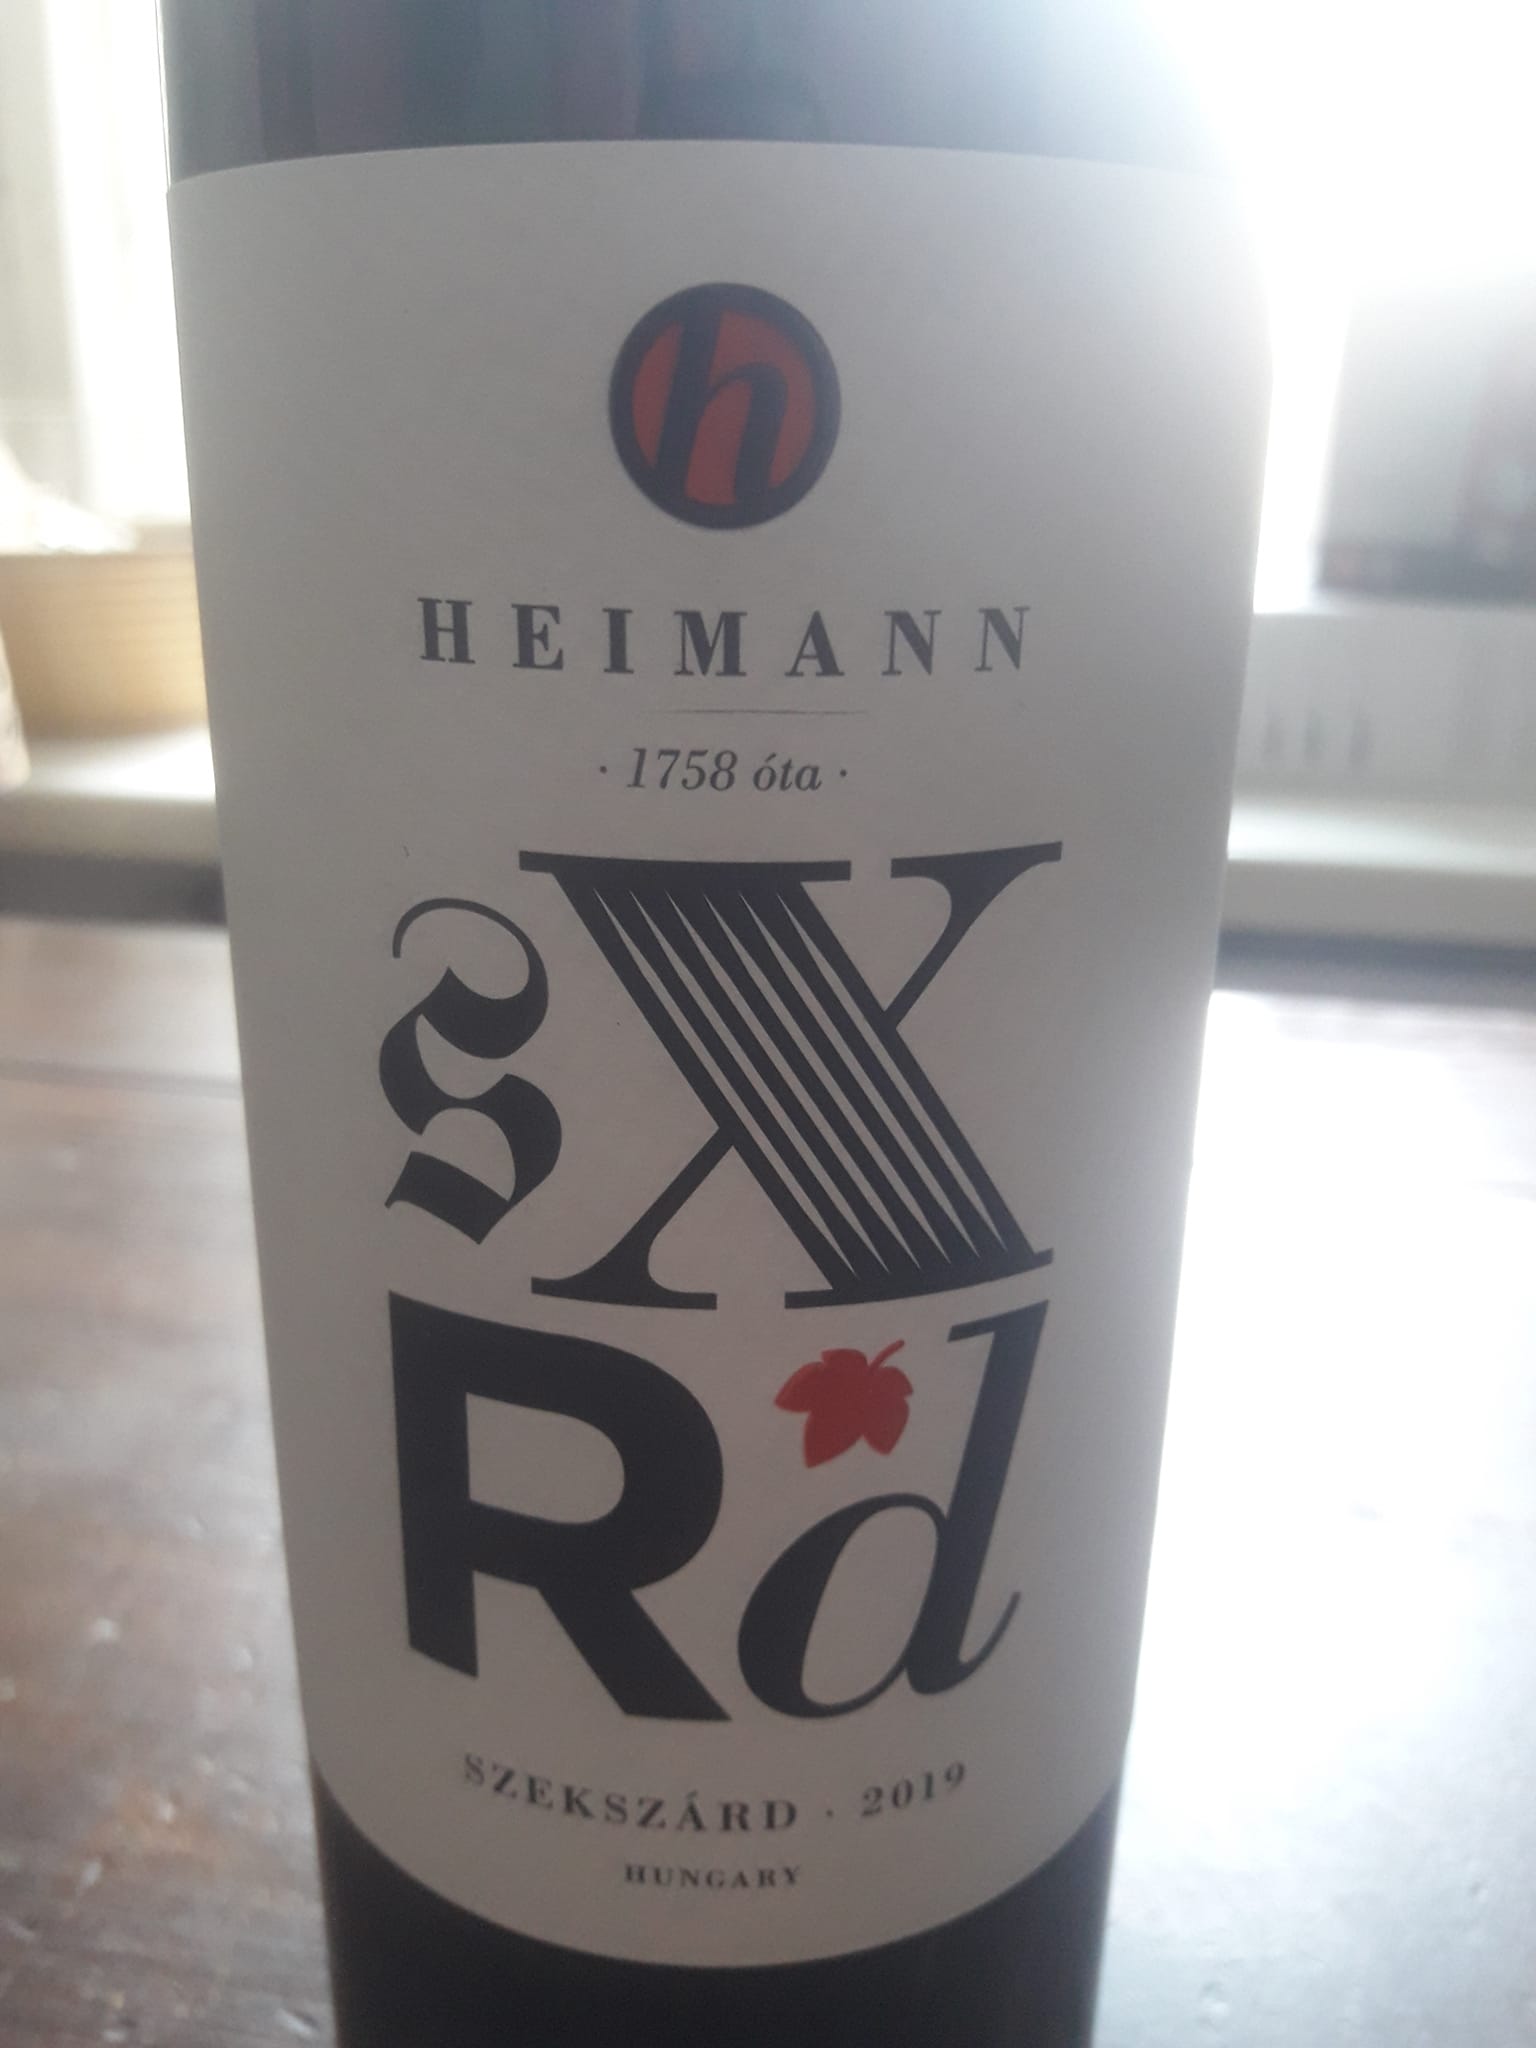 h
HEIMANN
· 1758 óta ·
sX
Rd
SZEKSZÁRD · 2019
HUNGARY